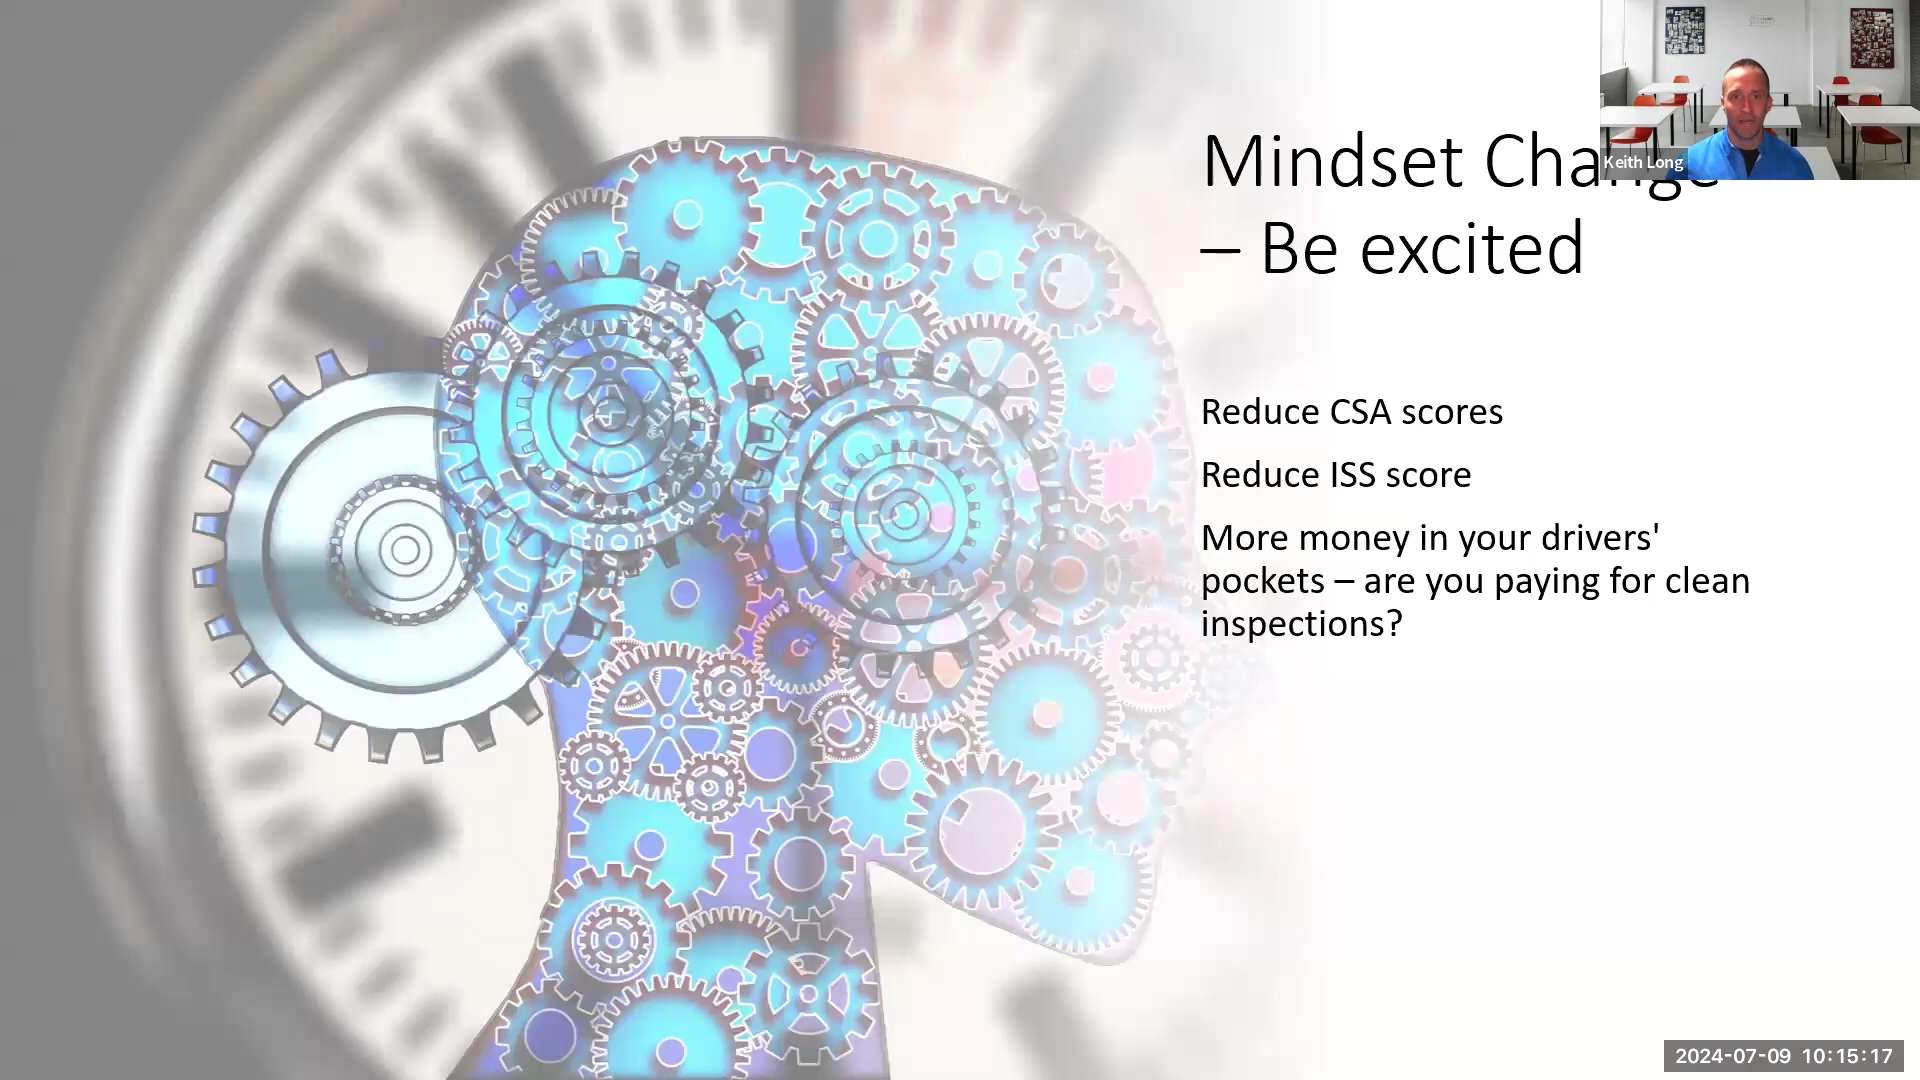 Mindset Change
– Be excited
Keith Long
Reduce CSA scores
Reduce ISS score
More money in your drivers'
pockets – are you paying for clean
inspections?
2024-07-09 10:15:17